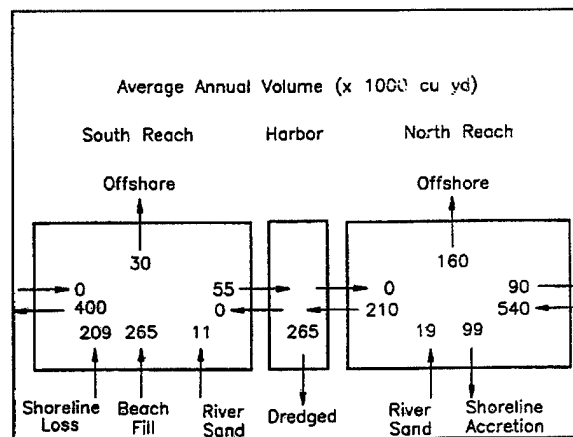 Average Annual Volume (x 1000 cu yd)
South Reach Harbor North Reach
Offshare Offshore
30 160
0 55 0 90
400 0 210 540
209 265 11 265 19 99
Shoreline Loss Beach Fill River Sand Dredged River Sand Shoreline Accretion